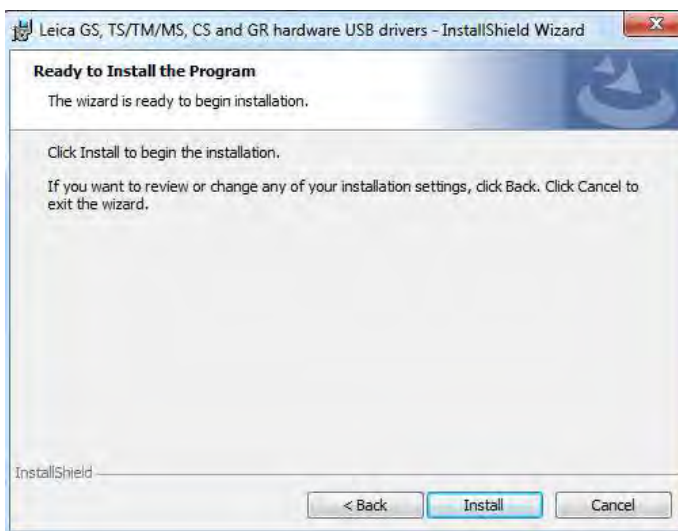 Leica GS, TS/TM/MS, CS and GR hardware USB drivers - InstallShield Wizard
Ready to Install the Program
The wizard is ready to begin installation.
Click Install to begin the installation.
If you want to review or change any of your installation settings, click Back. Click Cancel to
exit the wizard.
InstallShield
< Back Install Cancel